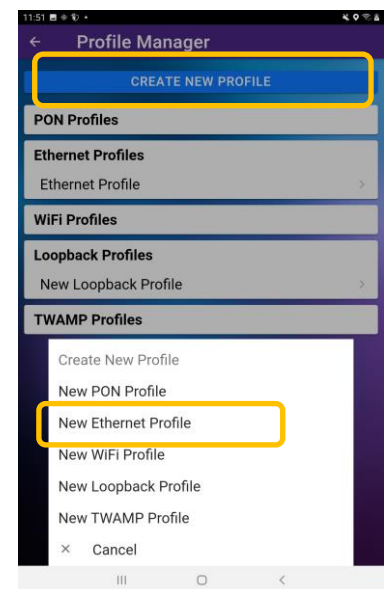 11:51
Profile Manager
CREATE NEW PROFILE
PON Profiles
Ethernet Profiles
Ethernet Profile
WiFi Profiles
Loopback Profiles
New Loopback Profile
TWAMP Profiles
Create New Profile
New PON Profile
New Ethernet Profile
New WiFi Profile
New Loopback Profile
New TWAMP Profile
× Cancel